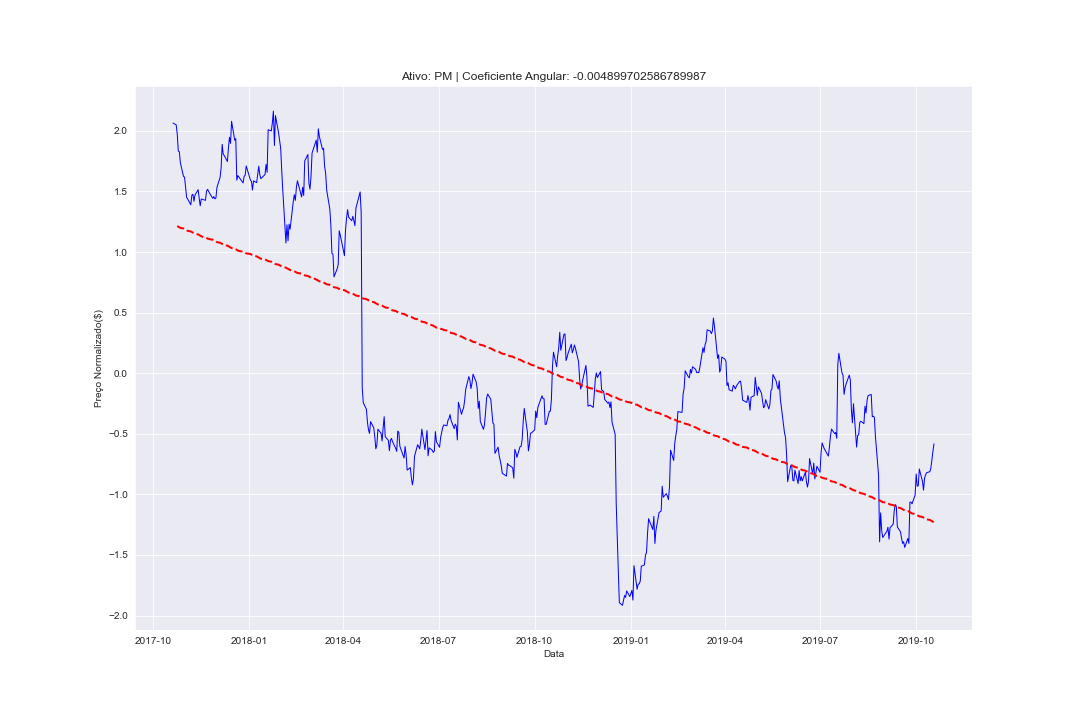 Ativo: PM | Coeficiente Angular: -0.004899702586789987
Preço Normalizado($)
2.0
1.5
1.0
0.5
0.0
−0.5
−1.0
−1.5
−2.0
2017-10 2018-01 2018-04 2018-07 2018-10 2019-01 2019-04 2019-07 2019-10
Data